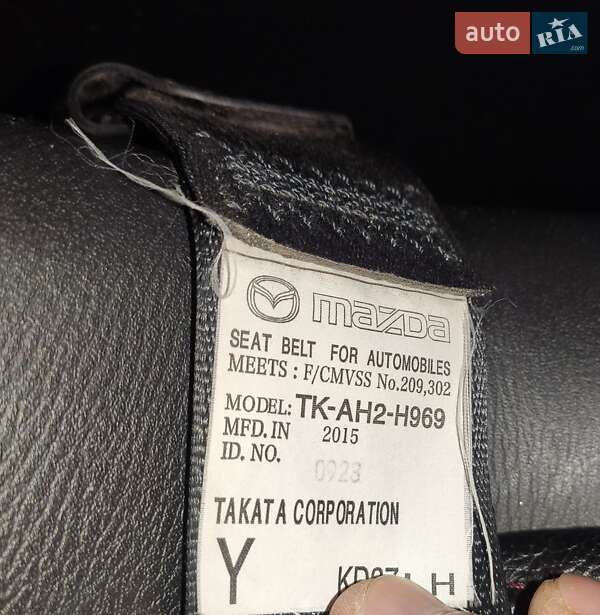 auto RIA
.com
mazda
SEAT BELT FOR AUTOMOBILES
MEETS : F/CMVSS No.209,302
MODEL: TK-AH2-H969
MFD. IN 2015
ID. NO. 0923
TAKATA CORPORATION
Y